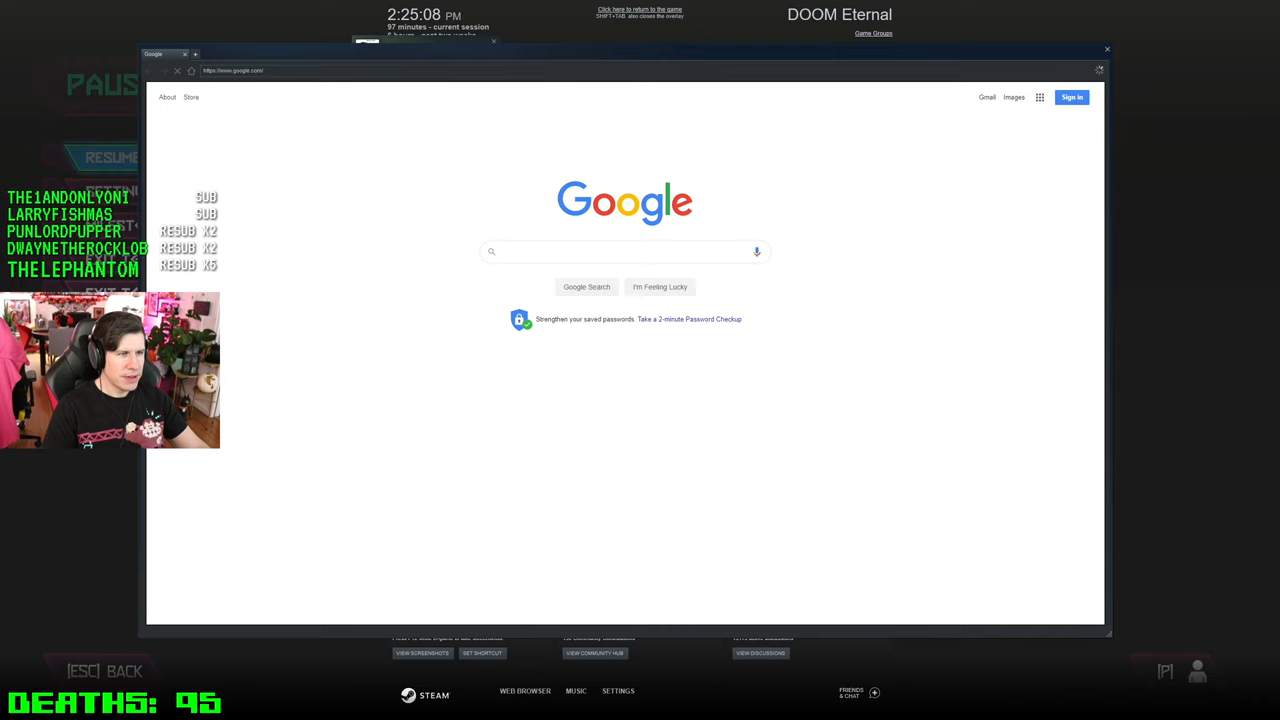 2:25:08 PM
97 minutes - current session
Click here to return to the game
SHIFT+TAB also closes the overlay
DOOM Eternal
Game Groups
Google
https://www.google.com/
About
Store
Gmail
Images
Sign in
PAUS
RESUME
THE1ANDONLYONI SUB
LARRYFISHMAS SUB
PUNLORDPUPPER RESUB X2
DWAYNETHEROCKLOB RESUB X2
THELEPHANTOM RESUB X5
Google
Google Search
I'm Feeling Lucky
Strengthen your saved passwords. Take a 2-minute Password Checkup
VIEW SCREENSHOTS
SET SHORTCUT
VIEW COMMUNITY HUB
VIEW DISCUSSIONS
[ESC] BACK
[P]
STEAM
WEB BROWSER
MUSIC
SETTINGS
FRIENDS
& CHAT
DEATHS: 95